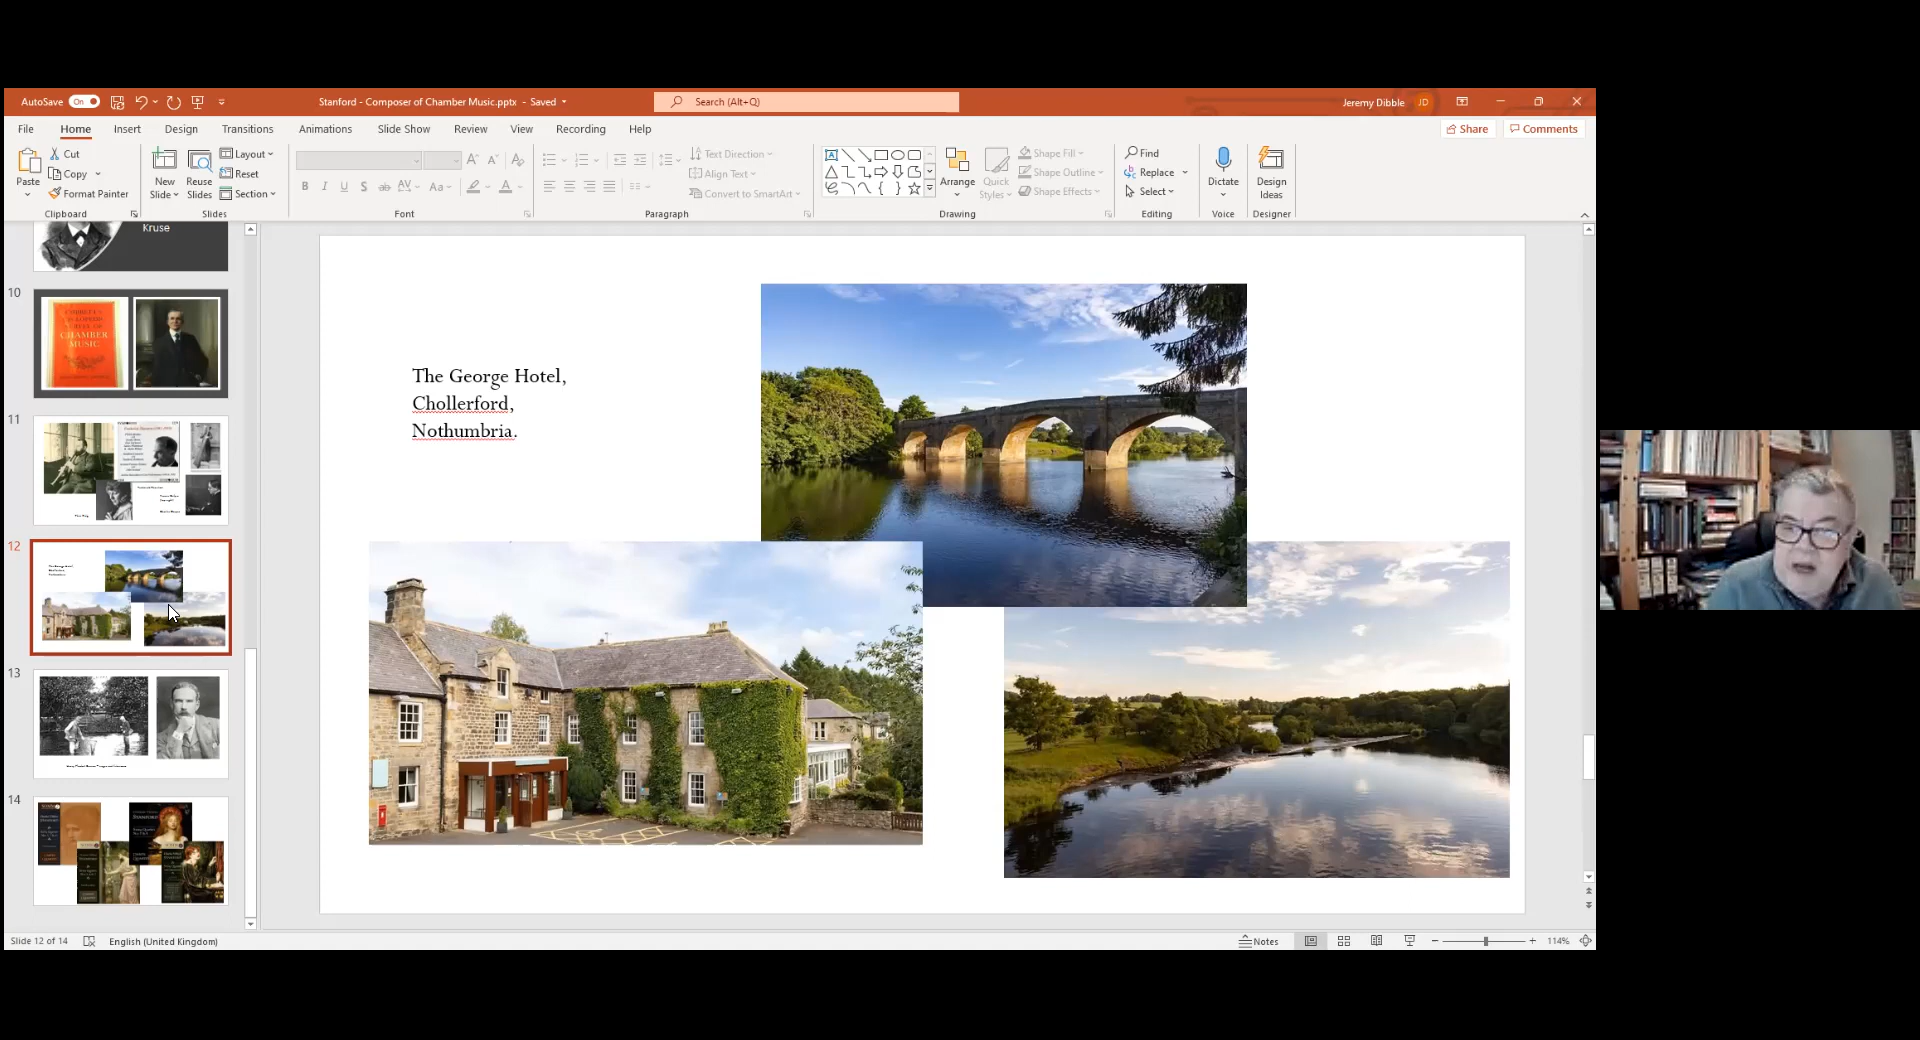 AutoSave On Stanford - Composer of Chamber Music.pptx - Saved Search (Alt+Q) Jeremy Dibble JD
File Home Insert Design Transitions Animations Slide Show Review View Recording Help Share Comments
Paste Cut Copy Format Painter Clipboard
New Slide Reuse Slides Layout Reset Section Slides
Font
Text Direction Align Text Convert to SmartArt Paragraph
Arrange Quick Styles Shape Fill Shape Outline Shape Effects Drawing
Find Replace Select Editing
Dictate Voice
Design Ideas Designer
Kruse
10
CHAMBER
MUSIC
11
12
13
14
The George Hotel,
Chollerford,
Nothumbria.
Slide 12 of 14 English (United Kingdom) Notes 114%